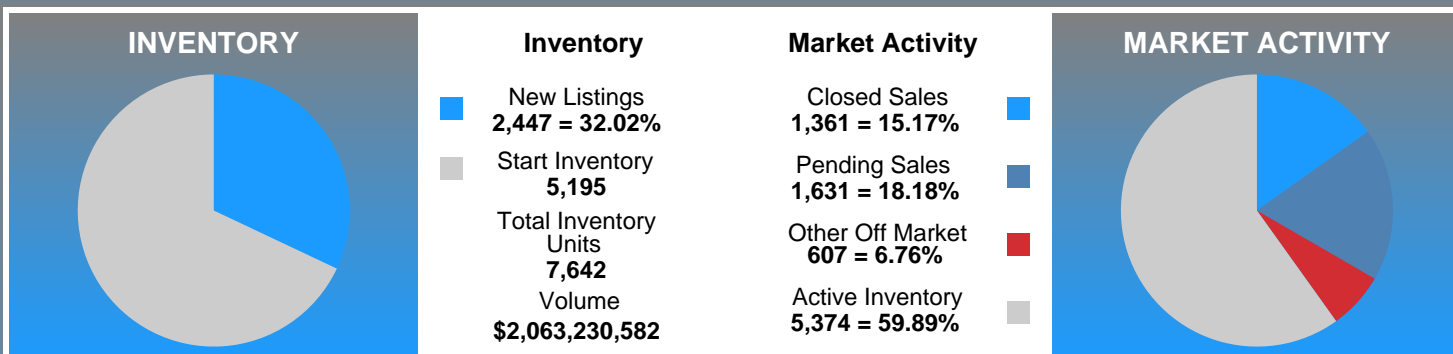 INVENTORY
Inventory
New Listings
2,447 = 32.02%
Start Inventory
5,195
Total Inventory
Units
7,642
Volume
$2,063,230,582
Market Activity
Closed Sales
1,361 = 15.17%
Pending Sales
1,631 = 18.18%
Other Off Market
607 = 6.76%
Active Inventory
5,374 = 59.89%
MARKET ACTIVITY